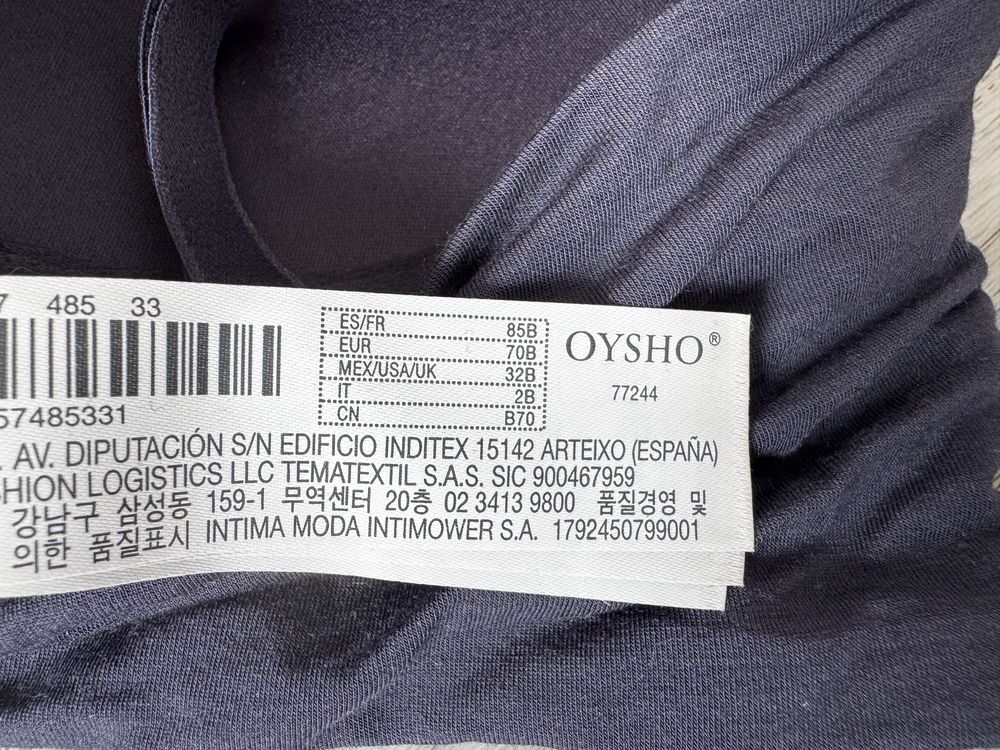 485 33
57485331
ES/FR 85B
EUR 70B
MEX/USA/UK 32B
IT 2B
CN B70
OYSHO®
77244
AV. DIPUTACIÓN S/N EDIFICIO INDITEX 15142 ARTEIXO (ESPAÑA)
SHION LOGISTICS LLC TEMATEXTIL S.A.S. SIC 900467959
강남구 삼성동 159-1 무역센터 20층 02 3413 9800 품질경영 및
의한 품질표시 INTIMA MODA INTIMOWER S.A. 1792450799001